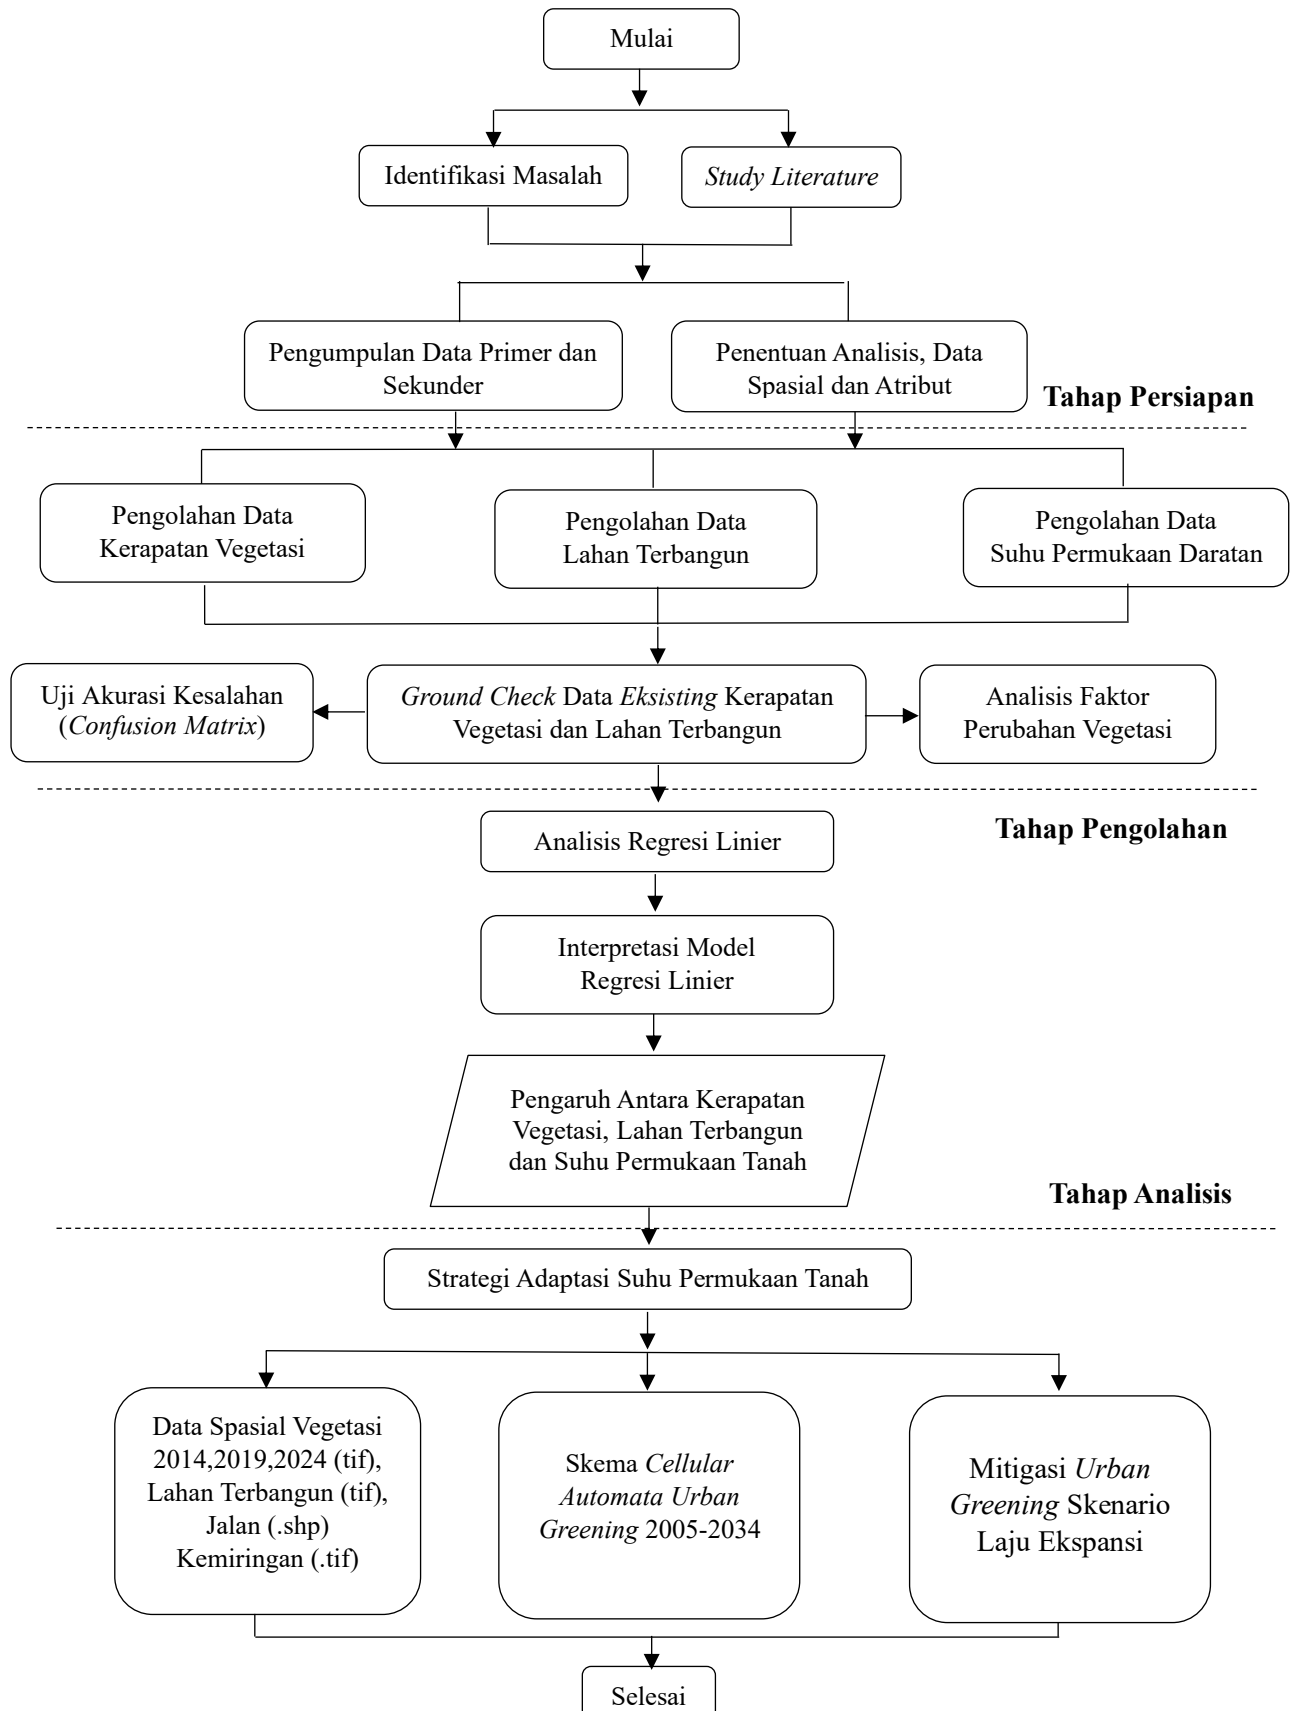 Mulai
Identifikasi Masalah
Study Literature
Pengumpulan Data Primer dan
Sekunder
Penentuan Analisis, Data
Spasial dan Atribut
Tahap Persiapan
Pengolahan Data
Kerapatan Vegetasi
Pengolahan Data
Lahan Terbangun
Pengolahan Data
Suhu Permukaan Daratan
Uji Akurasi Kesalahan
(Confusion Matrix)
Ground Check Data Eksisting Kerapatan
Vegetasi dan Lahan Terbangun
Analisis Faktor
Perubahan Vegetasi
Tahap Pengolahan
Analisis Regresi Linier
Interpretasi Model
Regresi Linier
Pengaruh Antara Kerapatan
Vegetasi, Lahan Terbangun
dan Suhu Permukaan Tanah
Tahap Analisis
Strategi Adaptasi Suhu Permukaan Tanah
Data Spasial Vegetasi
2014,2019,2024 (tif),
Lahan Terbangun (tif),
Jalan (.shp)
Kemiringan (.tif)
Skema Cellular
Automata Urban
Greening 2005-2034
Mitigasi Urban
Greening Skenario
Laju Ekspansi
Selesai